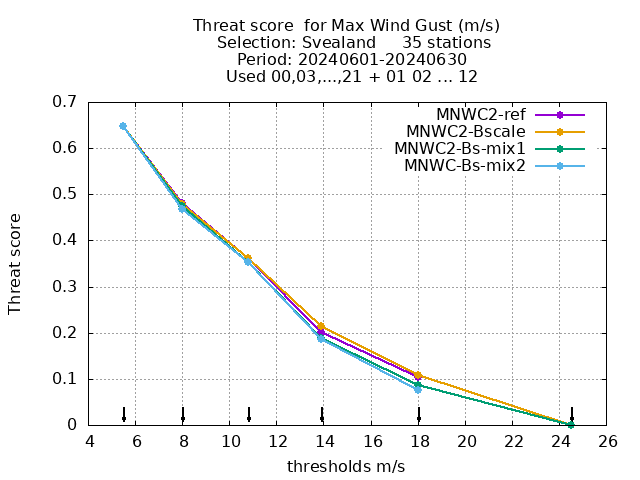 Threat score  for Max Wind Gust (m/s)
Selection: Svealand     35 stations
Period: 20240601-20240630
Used 00,03,...,21 + 01 02 ... 12
MNWC2-ref
MNWC2-Bscale
MNWC2-Bs-mix1
MNWC-Bs-mix2
Threat score
0.7
0.6
0.5
0.4
0.3
0.2
0.1
0
4 6 8 10 12 14 16 18 20 22 24 26
thresholds m/s